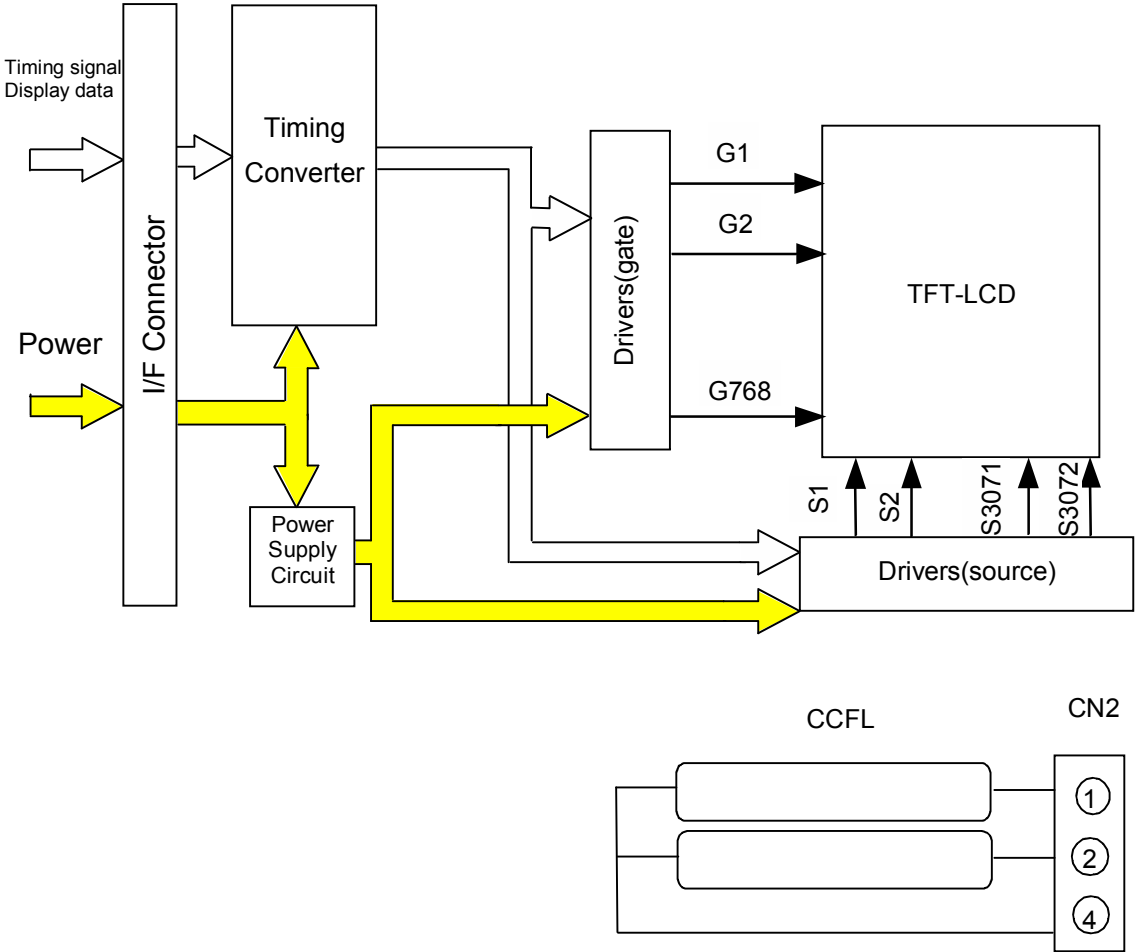 Timing signal
Display data
Power
I/F Connector
Timing
Converter
Power
Supply
Circuit
Drivers(gate)
G1
G2
G768
TFT-LCD
S1
S2
S3071
S3072
Drivers(source)
CCFL
CN2
1
2
4